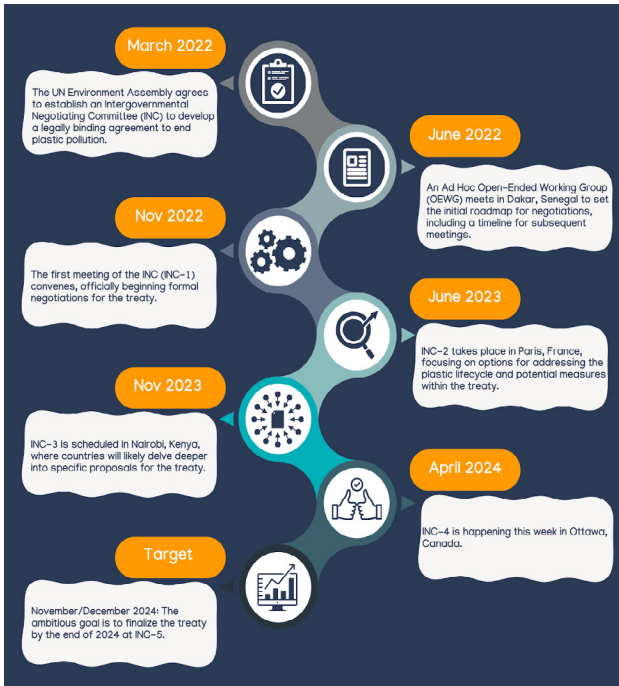 March 2022
The UN Environment Assembly agrees
to establish an Intergovernmental
Negotiating Committee (INC) to develop
a legally binding agreement to end
plastic pollution.
June 2022
An Ad Hoc Open-Ended Working Group
(OEWG) meets in Dakar, Senegal to set
the initial roadmap for negotiations,
including a timeline for subsequent
meetings.
Nov 2022
The first meeting of the INC (INC-1)
convenes, officially beginning formal
negotiations for the treaty.
June 2023
INC-2 takes place in Paris, France,
focusing on options for addressing the
plastic lifecycle and potential measures
within the treaty.
Nov 2023
INC-3 is scheduled in Nairobi, Kenya,
where countries will likely delve deeper
into specific proposals for the treaty.
April 2024
INC-4 is happening this week in Ottawa,
Canada.
Target
November/December 2024: The
ambitious goal is to finalize the treaty
by the end of 2024 at INC-5.